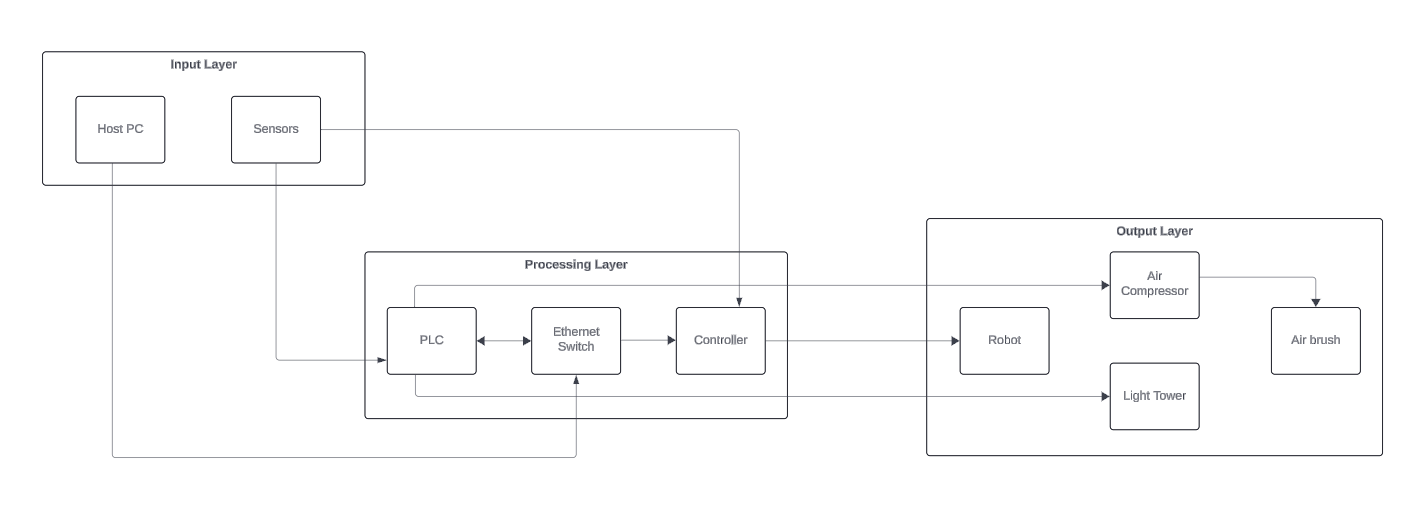 Input Layer
Host PC
Sensors
Processing Layer
PLC
Ethernet
Switch
Controller
Output Layer
Air
Compressor
Robot
Air brush
Light Tower